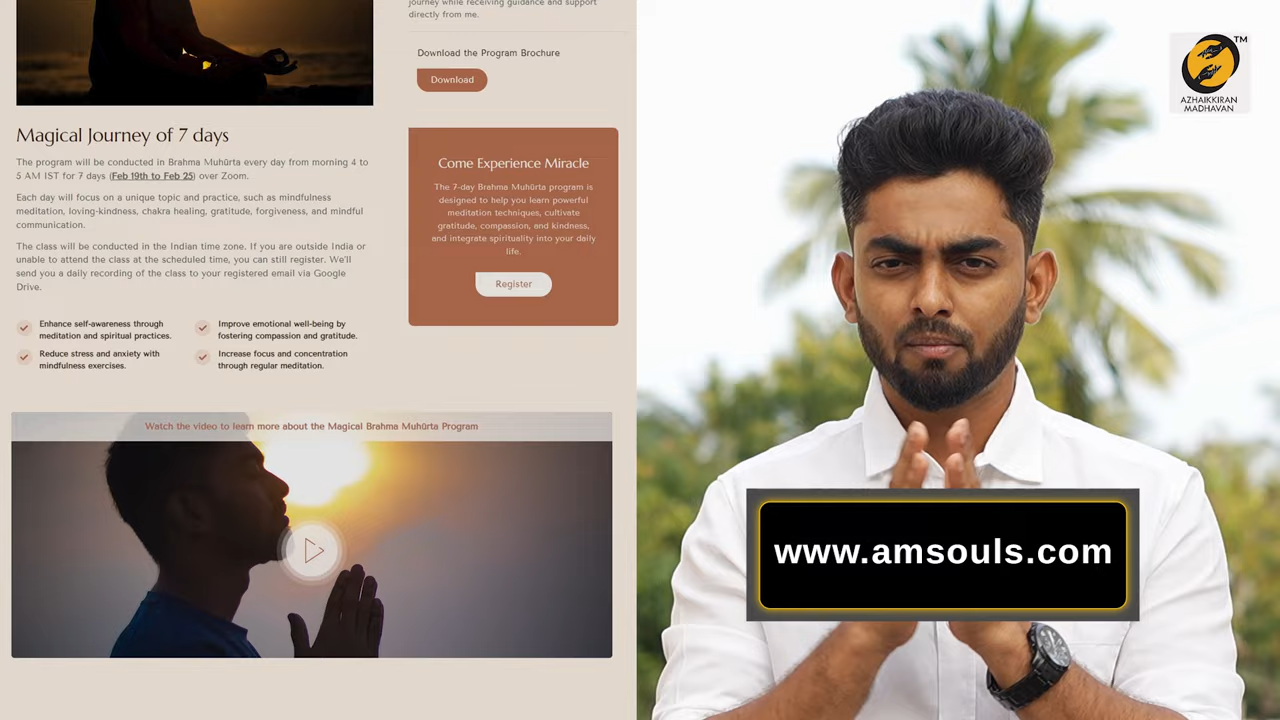 journey while receiving guidance and support
directly from me.
Download the Program Brochure
Download
Magical Journey of 7 days
The program will be conducted in Brahma Muhūrta every day from morning 4 to
5 AM IST for 7 days (Feb 19th to Feb 25) over Zoom.
Each day will focus on a unique topic and practice, such as mindfulness
meditation, loving-kindness, chakra healing, gratitude, forgiveness, and mindful
communication.
The class will be conducted in the Indian time zone. If you are outside India or
unable to attend the class at the scheduled time, you can still register. We'll
send you a daily recording of the class to your registered email via Google
Drive.
Enhance self-awareness through
meditation and spiritual practices.
Improve emotional well-being by
fostering compassion and gratitude.
Reduce stress and anxiety with
mindfulness exercises.
Increase focus and concentration
through regular meditation.
Come Experience Miracle
The 7-day Brahma Muhūrta program is
designed to help you learn powerful
meditation techniques, cultivate
gratitude, compassion, and kindness,
and integrate spirituality into your daily
life.
Register
Watch the video to learn more about the Magical Brahma Muhūrta Program
TM
AZHAIKKIRAN
MADHAVAN
www.amsouls.com